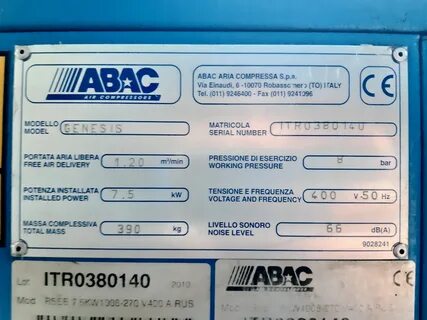 ABAC
AIR COMPRESSORS
ABAC ARIA COMPRESSA S.p.a.
Via Einaudi, 6 -10070 Robassomero (TO) ITALY
Tel. (011) 9246400 - Fax (011) 9241096
CE
MODELLO
MODEL
GENESIS
MATRICOLA
SERIAL NUMBER
ITR0380140
PORTATA ARIA LIBERA
FREE AIR DELIVERY
1.20 m³/min
PRESSIONE DI ESERCIZIO
WORKING PRESSURE
bar
POTENZA INSTALLATA
INSTALLED POWER
7.5 kW
TENSIONE E FREQUENZA
VOLTAGE AND FREQUENCY
400 V-50 Hz
MASSA COMPLESSIVA
TOTAL MASS
390 kg
LIVELLO SONORO
NOISE LEVEL
66 dB(A)
9028241
Lot ITR0380140 2010
Mod.
ABAC